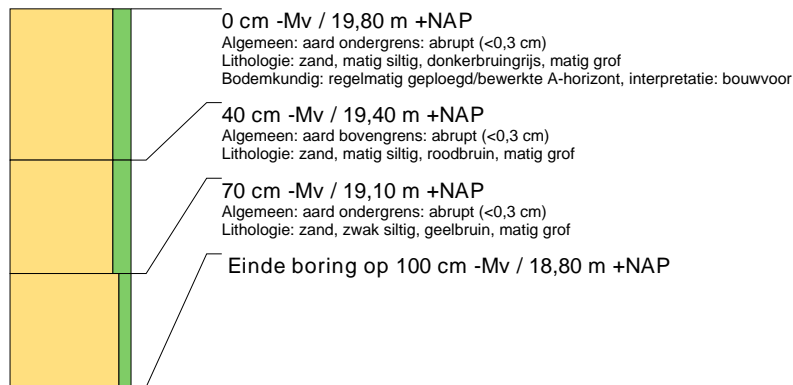 0 cm -Mv / 19,80 m +NAP
Algemeen: aard ondergrens: abrupt (<0,3 cm)
Lithologie: zand, matig siltig, donkerbruingrijs, matig grof
Bodemkundig: regelmatig geploegd/bewerkte A-horizont, interpretatie: bouwvoor
40 cm -Mv / 19,40 m +NAP
Algemeen: aard bovengrens: abrupt (<0,3 cm)
Lithologie: zand, matig siltig, roodbruin, matig grof
70 cm -Mv / 19,10 m +NAP
Algemeen: aard ondergrens: abrupt (<0,3 cm)
Lithologie: zand, zwak siltig, geelbruin, matig grof
Einde boring op 100 cm -Mv / 18,80 m +NAP